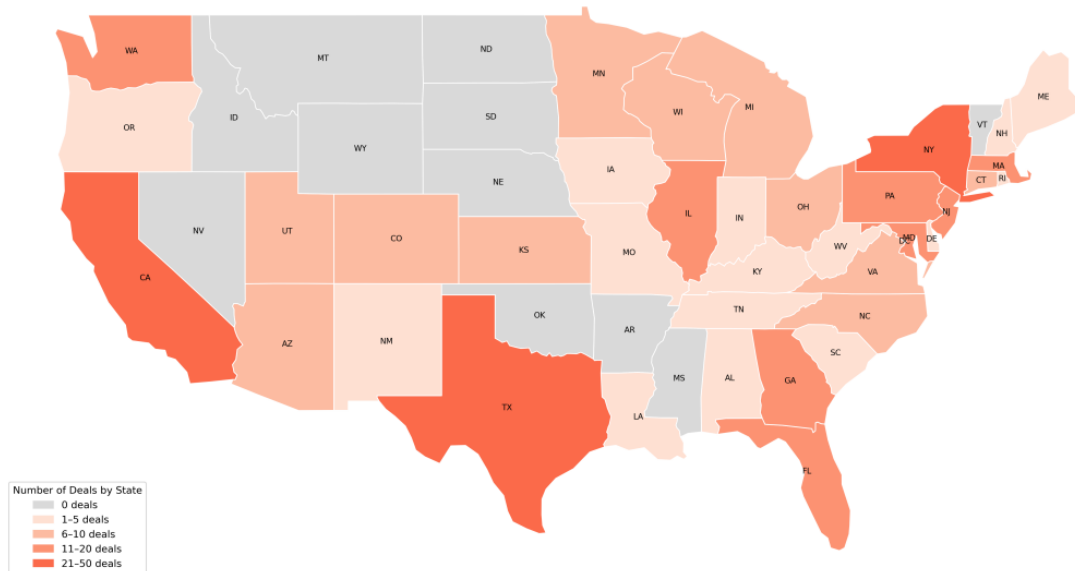 WA
MT
ND
MN
OR
ID
SD
WI
MI
ME
VT
NH
WY
NY
MA
IA
NE
CT
RI
PA
NV
UT
CO
IL
IN
OH
NJ
MD
DC
DE
KS
MO
WV
CA
KY
VA
OK
TN
NC
AZ
NM
AR
SC
MS
AL
GA
TX
LA
FL
Number of Deals by State
0 deals
1–5 deals
6–10 deals
11–20 deals
21–50 deals